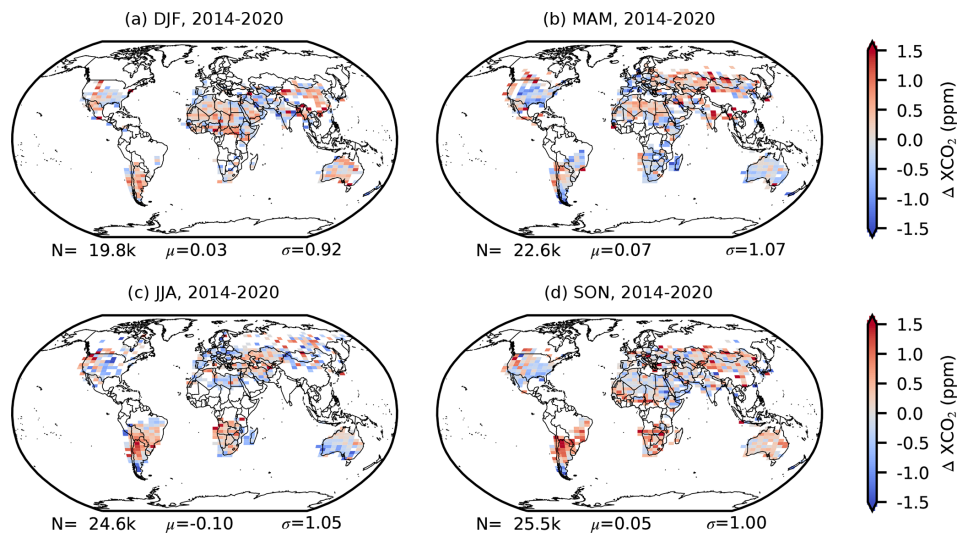 (a) DJF, 2014-2020
(b) MAM, 2014-2020
1.5
1.0
0.5
0.0
-0.5
-1.0
-1.5
Δ XCO₂ (ppm)
N= 19.8k μ=0.03 σ=0.92
N= 22.6k μ=0.07 σ=1.07
(c) JJA, 2014-2020
(d) SON, 2014-2020
1.5
1.0
0.5
0.0
-0.5
-1.0
-1.5
Δ XCO₂ (ppm)
N= 24.6k μ=-0.10 σ=1.05
N= 25.5k μ=0.05 σ=1.00